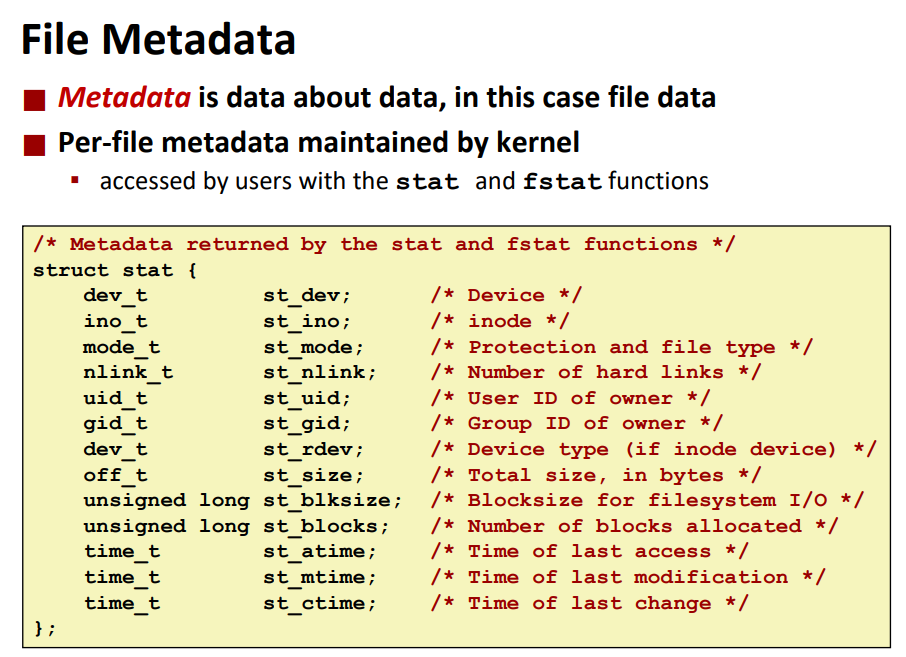 File Metadata
Metadata is data about data, in this case file data
Per-file metadata maintained by kernel
accessed by users with the stat and fstat functions
/* Metadata returned by the stat and fstat functions */
struct stat {
dev_t st_dev; /* Device */
ino_t st_ino; /* inode */
mode_t st_mode; /* Protection and file type */
nlink_t st_nlink; /* Number of hard links */
uid_t st_uid; /* User ID of owner */
gid_t st_gid; /* Group ID of owner */
dev_t st_rdev; /* Device type (if inode device) */
off_t st_size; /* Total size, in bytes */
unsigned long st_blksize; /* Blocksize for filesystem I/O */
unsigned long st_blocks; /* Number of blocks allocated */
time_t st_atime; /* Time of last access */
time_t st_mtime; /* Time of last modification */
time_t st_ctime; /* Time of last change */
};